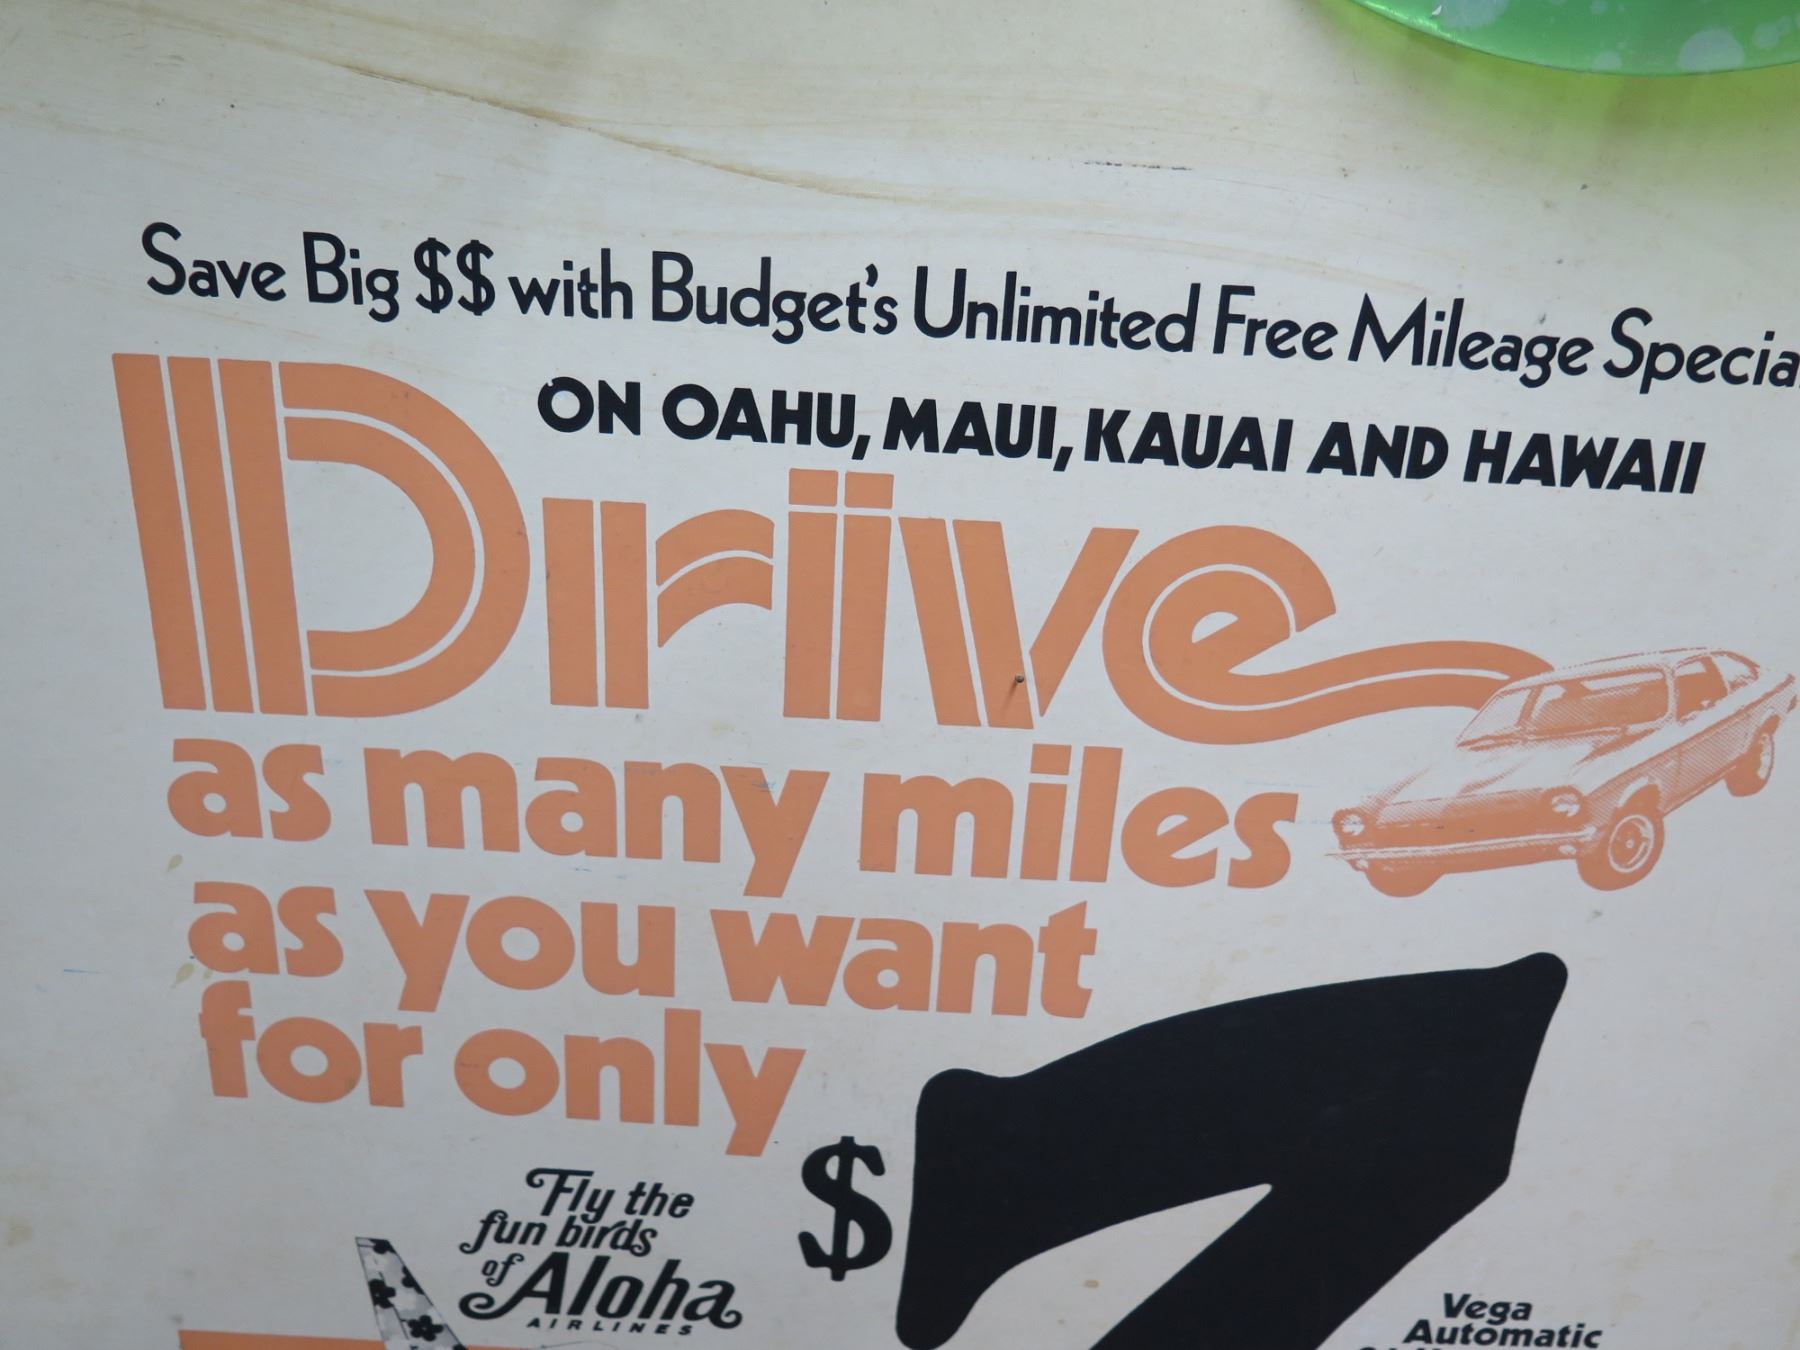 Save Big $$ with Budget's Unlimited Free Mileage
ON OAHU, MAUI, KAUAI AND HAWAII
Drive
as many miles
as you want
for only
$7
Fly the
fun birds
of Aloha
AIRLINES
Vega
Automatic